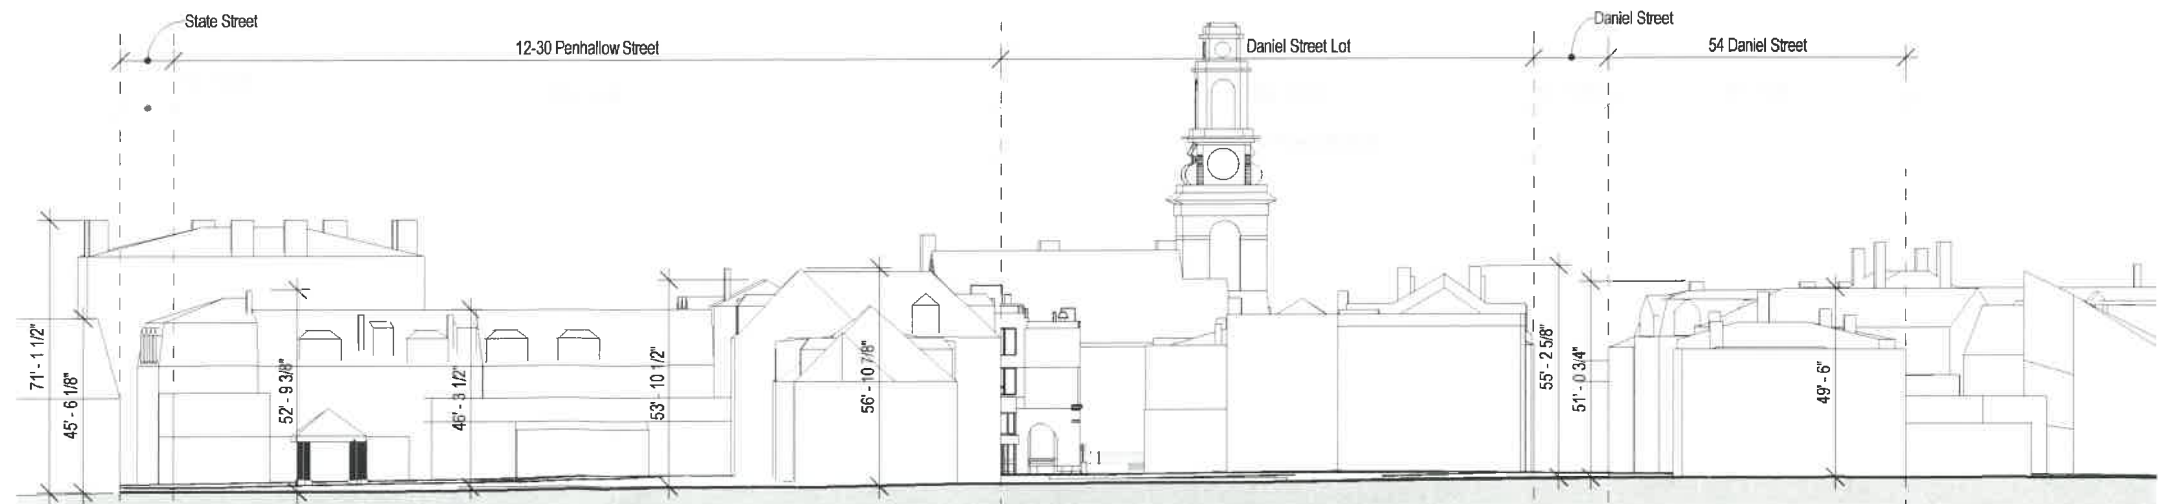 State Street
12-30 Penhallow Street
Daniel Street Lot
Daniel Street
54 Daniel Street
71' - 1 1/2"
45' - 6 1/8"
52' - 9 3/8"
46' - 3 1/2"
53' - 10 1/2"
56' - 10 7/8"
55' - 2 5/8"
51' - 0 3/4"
49' - 6"